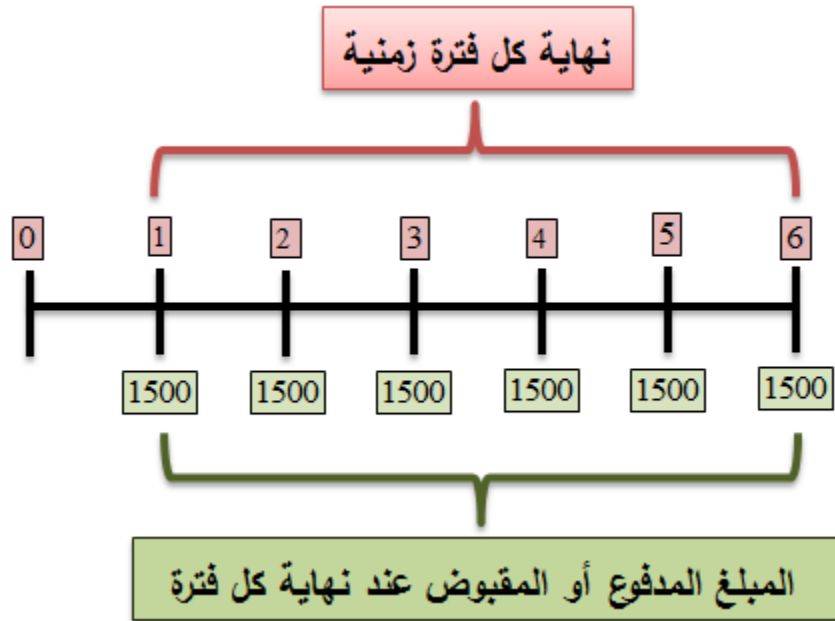 نهاية كل فترة زمنية
0 1 2 3 4 5 6
1500 1500 1500 1500 1500 1500
المبلغ المدفوع أو المقبوض عند نهاية كل فترة